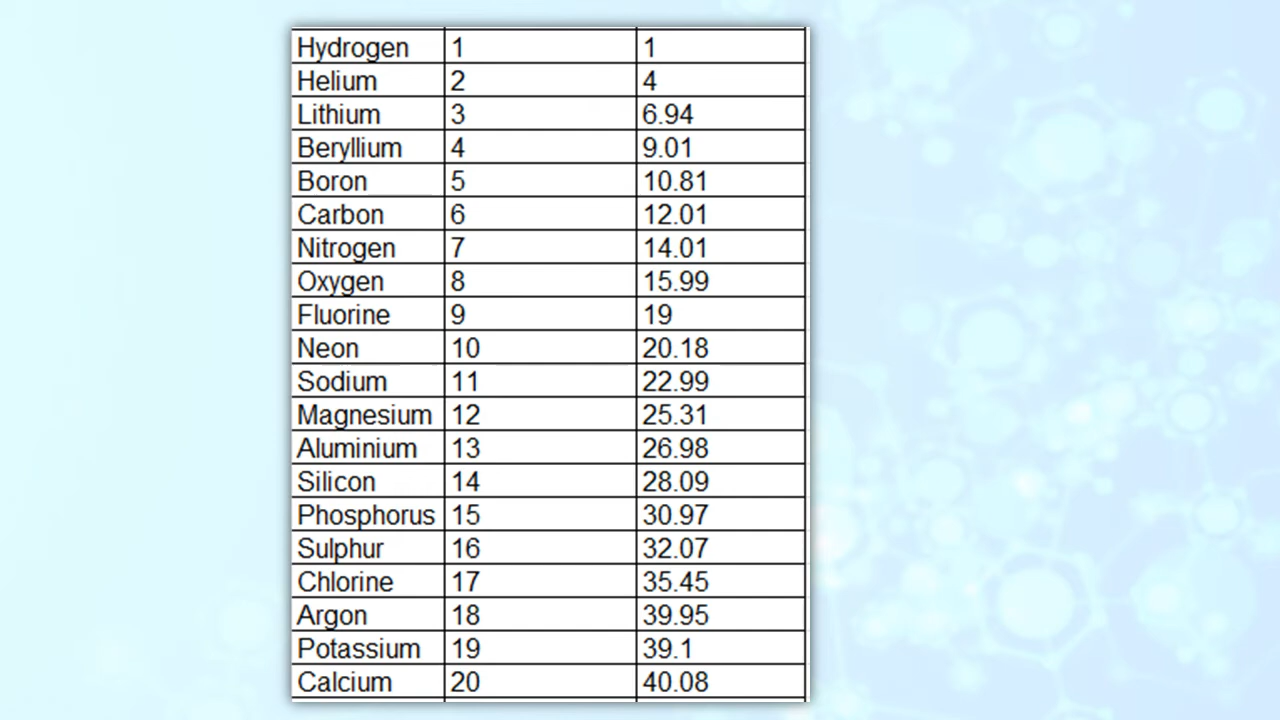 Hydrogen 1 1
Helium 2 4
Lithium 3 6.94
Beryllium 4 9.01
Boron 5 10.81
Carbon 6 12.01
Nitrogen 7 14.01
Oxygen 8 15.99
Fluorine 9 19
Neon 10 20.18
Sodium 11 22.99
Magnesium 12 25.31
Aluminium 13 26.98
Silicon 14 28.09
Phosphorus 15 30.97
Sulphur 16 32.07
Chlorine 17 35.45
Argon 18 39.95
Potassium 19 39.1
Calcium 20 40.08